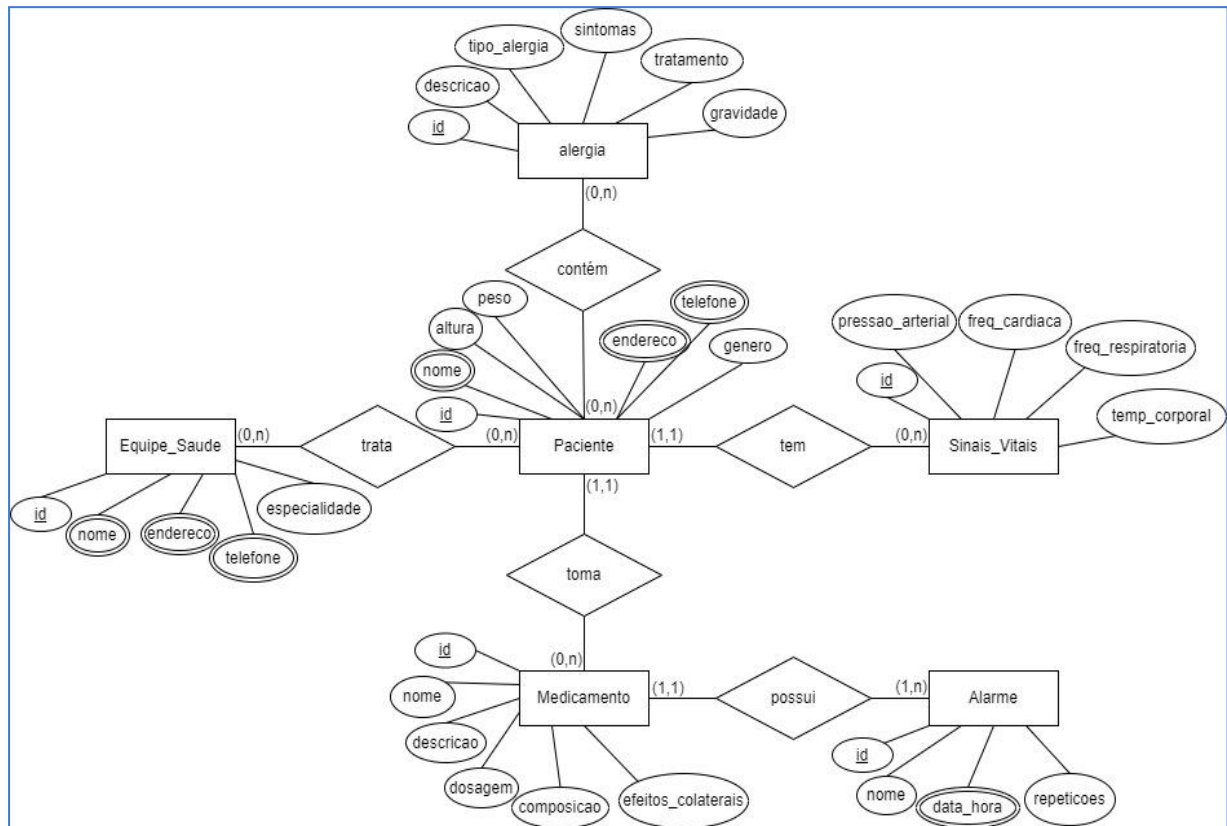 sintomas
tipo_alergia
tratamento
descricao
gravidade
id
alergia
(0,n)
contém
peso
telefone
altura
endereco
nome
genero
id
(0,n)
pressao_arterial
freq_cardiaca
freq_respiratoria
id
temp_corporal
Equipe_Saude
(0,n)
trata
(0,n)
Paciente
(1,1)
tem
(0,n)
Sinais_Vitais
(1,1)
id
nome
endereco
telefone
especialidade
toma
(0,n)
id
nome
descricao
dosagem
composicao
efeitos_colaterais
Medicamento
(1,1)
possui
(1,n)
Alarme
id
nome
data_hora
repeticoes